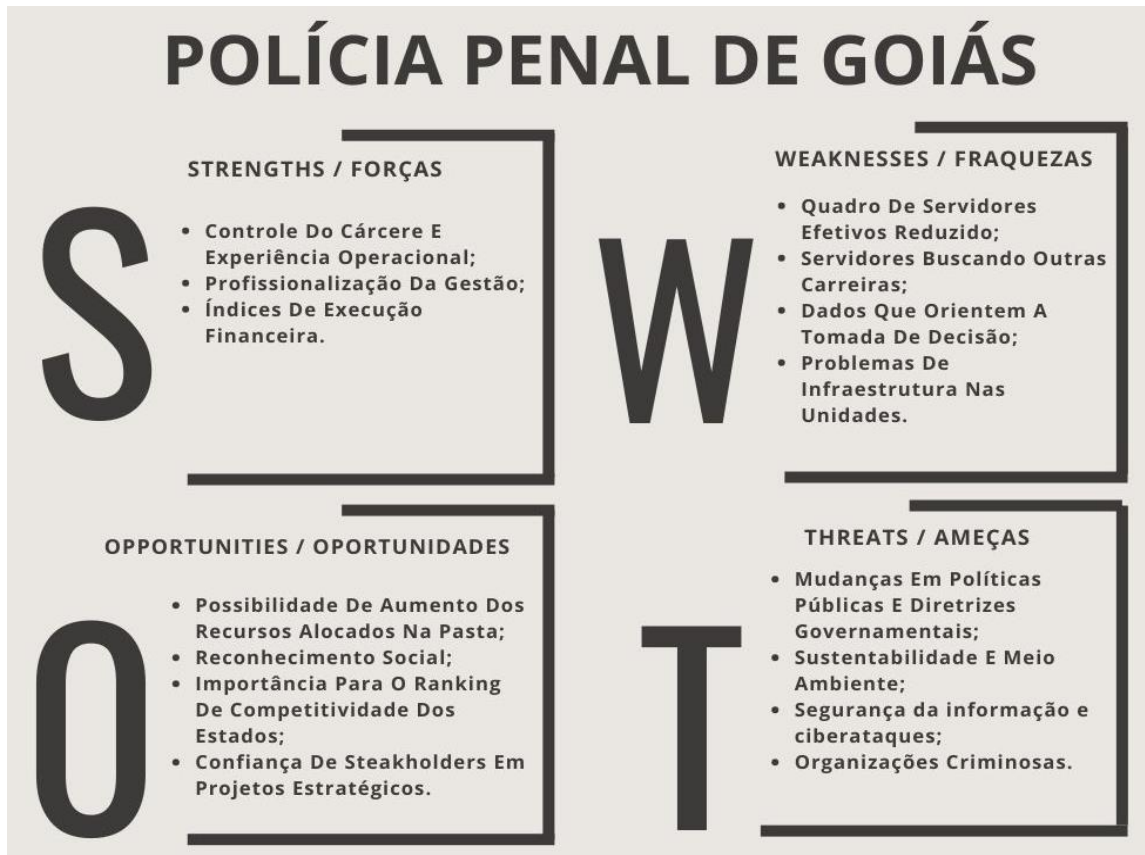 POLÍCIA PENAL DE GOIÁS
S
STRENGTHS / FORÇAS
• Controle Do Cárcere E
Experiência Operacional;
• Profissionalização Da Gestão;
• Índices De Execução
Financeira.
W
WEAKNESSES / FRAQUEZAS
• Quadro De Servidores
Efetivos Reduzido;
• Servidores Buscando Outras
Carreiras;
• Dados Que Orientem A
Tomada De Decisão;
• Problemas De
Infraestrutura Nas
Unidades.
O
OPPORTUNITIES / OPORTUNIDADES
• Possibilidade De Aumento Dos
Recursos Alocados Na Pasta;
• Reconhecimento Social;
• Importância Para O Ranking
De Competitividade Dos
Estados;
• Confiança De Steakholders Em
Projetos Estratégicos.
T
THREATS / AMEÇAS
• Mudanças Em Políticas
Públicas E Diretrizes
Governamentais;
• Sustentabilidade E Meio
Ambiente;
• Segurança da informação e
ciberataques;
• Organizações Criminosas.